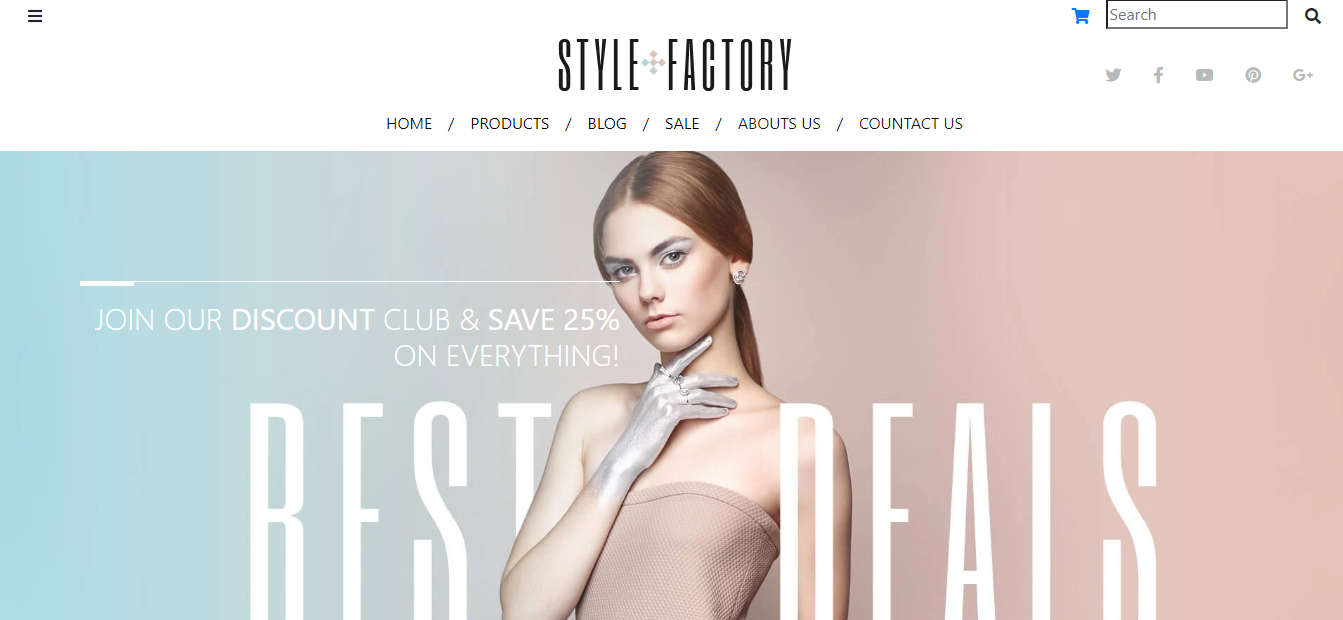 Search
STYLE FACTORY
HOME / PRODUCTS / BLOG / SALE / ABOUTS US / COUNTACT US
JOIN OUR DISCOUNT CLUB & SAVE 25%
ON EVERYTHING!
BEST DEALS